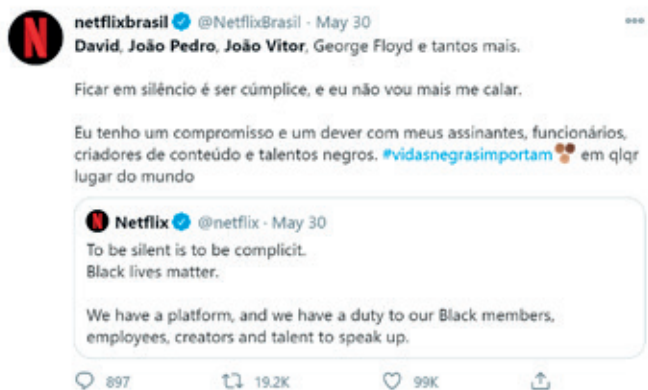 netflixbrasil @NetflixBrasil · May 30
David, João Pedro, João Vitor, George Floyd e tantos mais.
Ficar em silêncio é ser cúmplice, e eu não vou mais me calar.
Eu tenho um compromisso e um dever com meus assinantes, funcionários,
criadores de conteúdo e talentos negros. #vidasnegrasimportam em qlqr
lugar do mundo
Netflix @netflix · May 30
To be silent is to be complicit.
Black lives matter.
We have a platform, and we have a duty to our Black members,
employees, creators and talent to speak up.
897 19.2K 99K